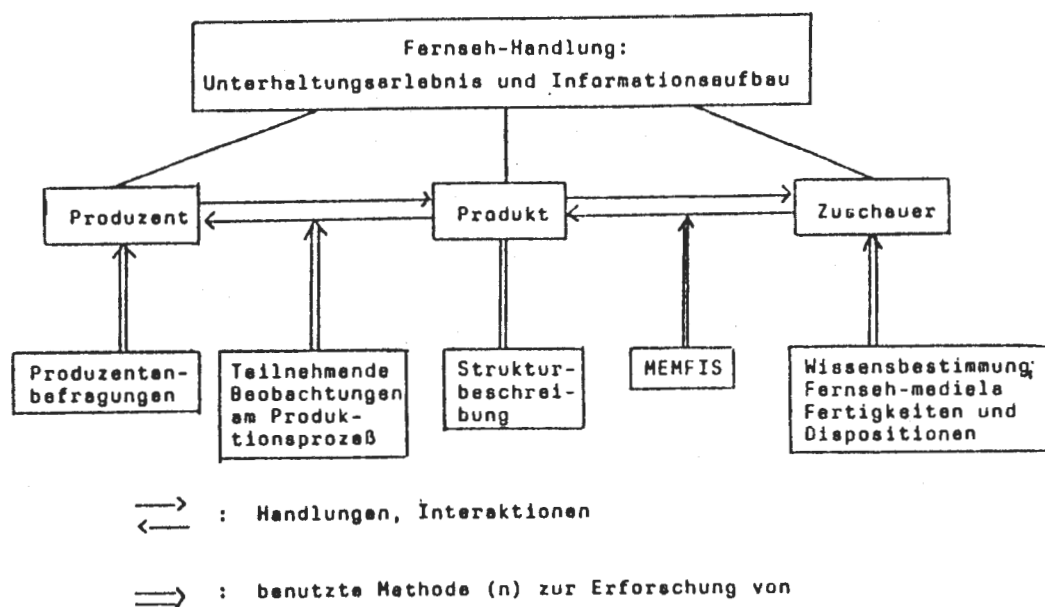 Fernseh-Handlung:
Unterhaltungserlebnis und Informationsaufbau
Produzent
Produkt
Zuschauer
Produzenten-
befragungen
Teilnehmende
Beobachtungen
am Produk-
tionsprozeß
Struktur-
beschrei-
bung
MEMFIS
Wissensbestimmung;
Fernseh-mediele
Fertigkeiten und
Dispositionen
: Handlungen, Interaktionen
: benutzte Methode (n) zur Erforschung von